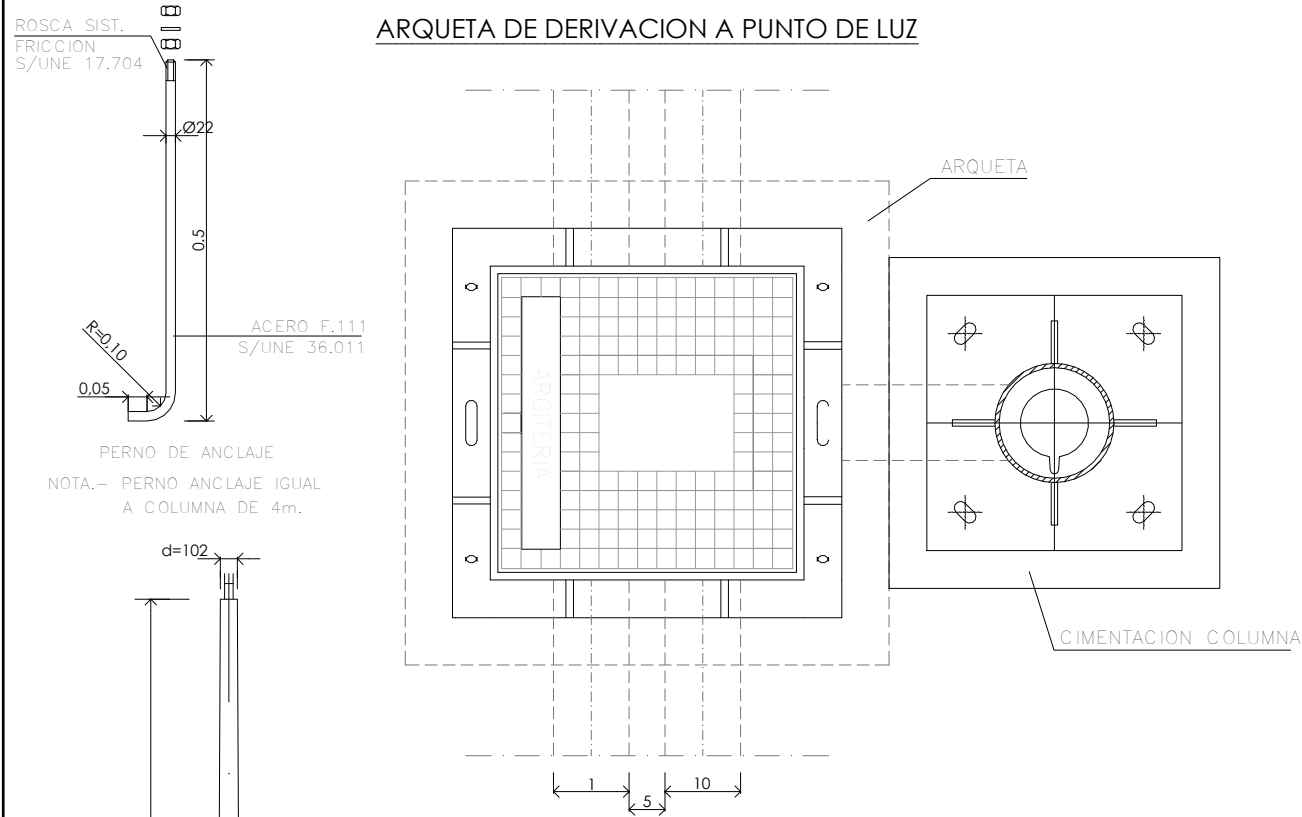 ARQUETA DE DERIVACION A PUNTO DE LUZ
ROSCA SIST.
FRICCION
S/UNE 17.704
Ø22
0.5
ACERO F.111
S/UNE 36.011
R=0,10
0,05
PERNO DE ANCLAJE
NOTA.- PERNO ANCLAJE IGUAL
A COLUMNA DE 4m.
d=102
ARQUETA
ARGITERIA
CIMENTACION COLUMNA
1
5
10